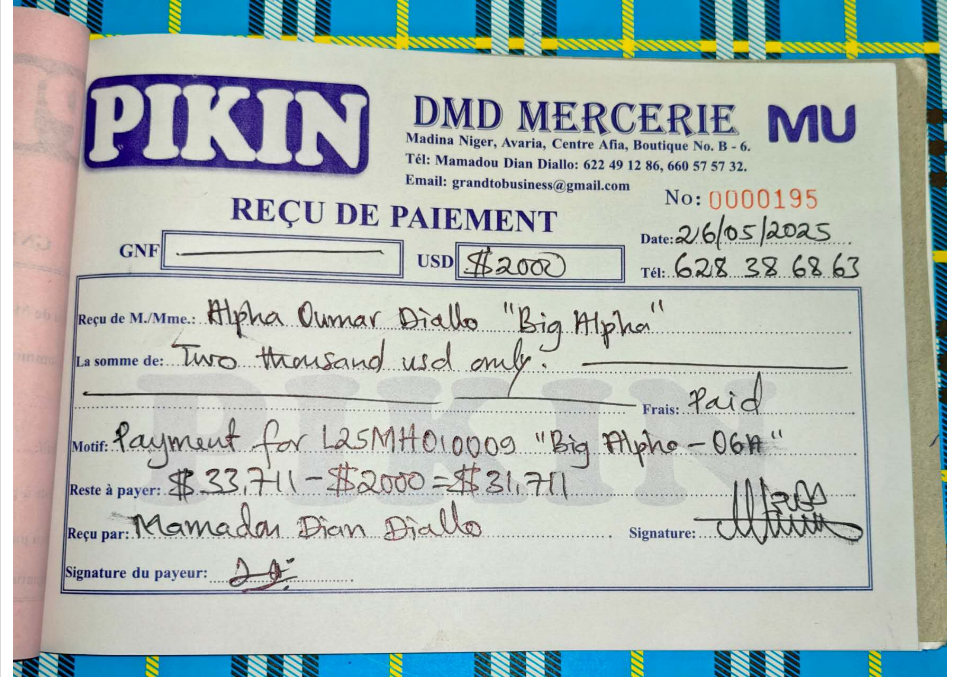 PIKIN
DMD MERCERIE
MU
Madina Niger, Avaria, Centre Afia, Boutique No. B - 6.
Tél: Mamadou Dian Diallo: 622 49 12 86, 660 57 57 32.
Email: grandtobusiness@gmail.com
No: 0000195
REÇU DE PAIEMENT
Date: 26/05/2025
GNF
USD $2000
Tél: 628 38 68 63
Reçu de M./Mme.: Alpha Oumar Diallo "Big Alpha"
La somme de: Two thousand usd only.
Frais: Paid
Motif: Payment for L25MH010009 "Big Alpha - 06A"
Reste à payer: $33,711 - $2000 = $31,711
Reçu par: Mamadou Dian Diallo
Signature:
Signature du payeur:
PIKIN